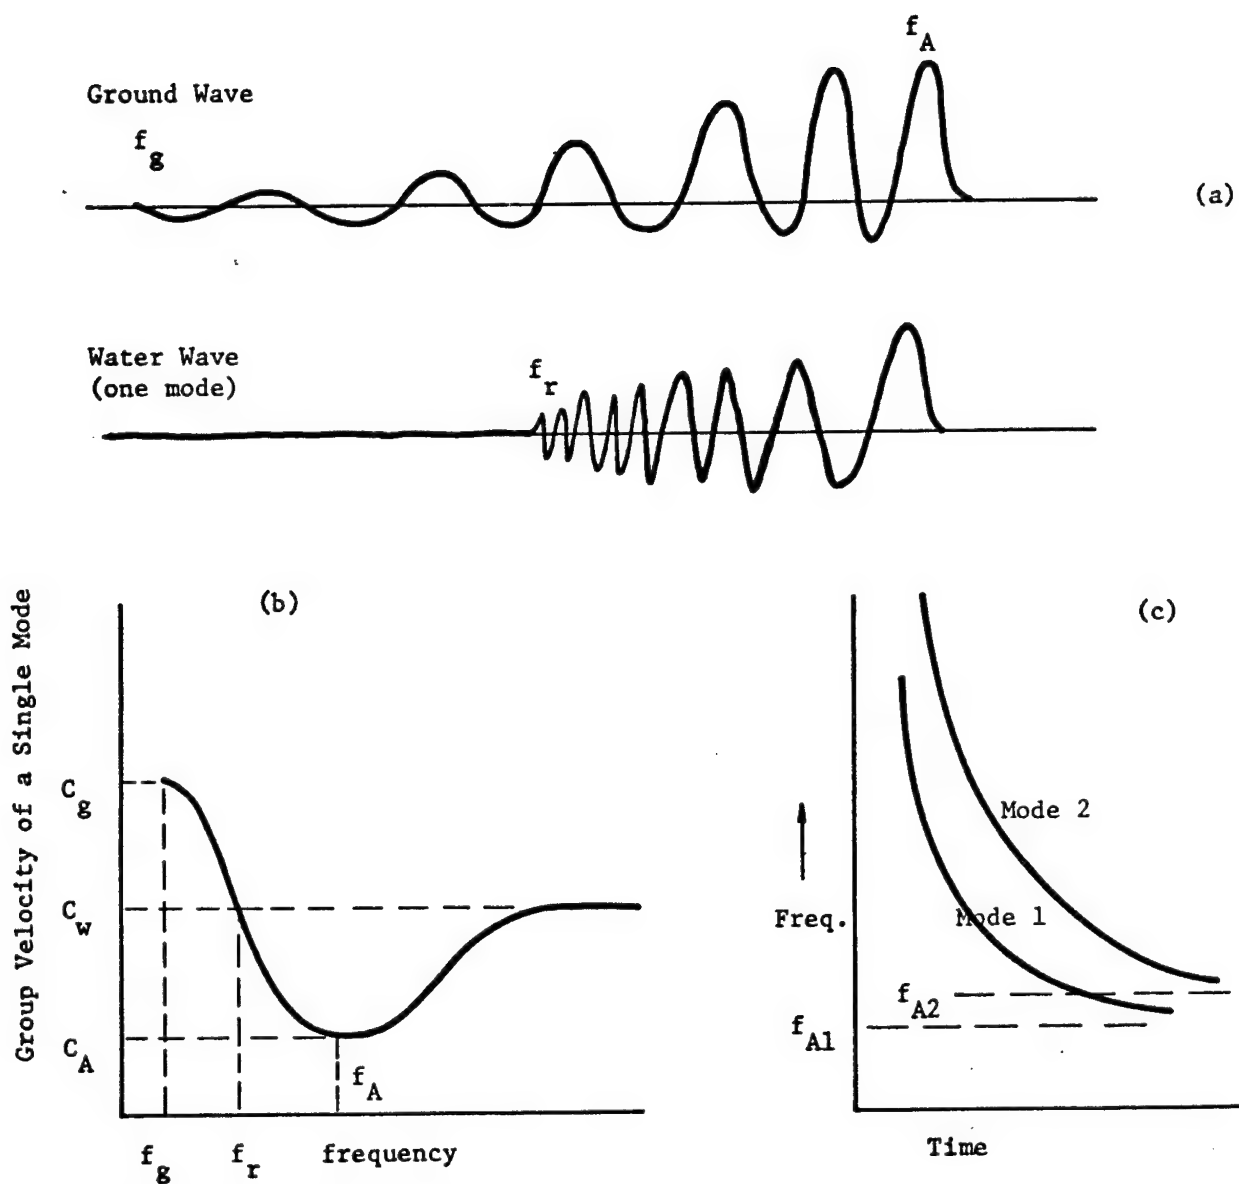 f_A
Ground Wave
f_g
(a)
Water Wave
(one mode)
f_r
(b)
Group Velocity of a Single Mode
C_g
C_w
C_A
f_A
f_g
f_r
frequency
(c)
Mode 2
Mode 1
Freq.
f_A2
f_A1
Time